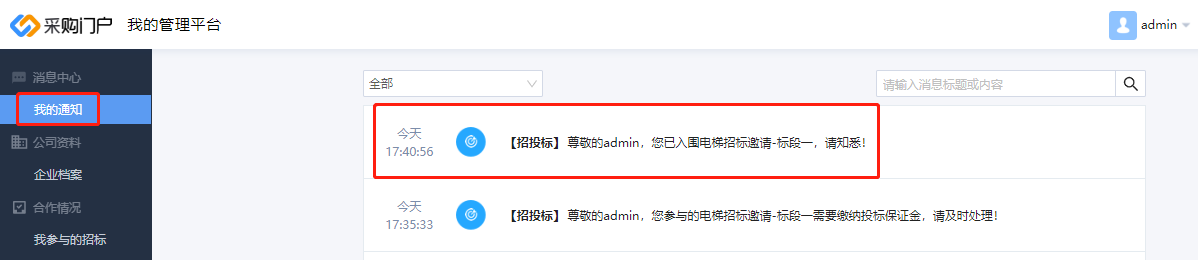 采购门户 我的管理平台 admin
消息中心
我的通知
公司资料
企业档案
合作情况
我参与的招标
全部 请输入消息标题或内容
今天
17:40:56
【招投标】尊敬的admin，您已入围电梯招标邀请-标段一，请知悉！
今天
17:35:33
【招投标】尊敬的admin，您参与的电梯招标邀请-标段一需要缴纳投标保证金，请及时处理！